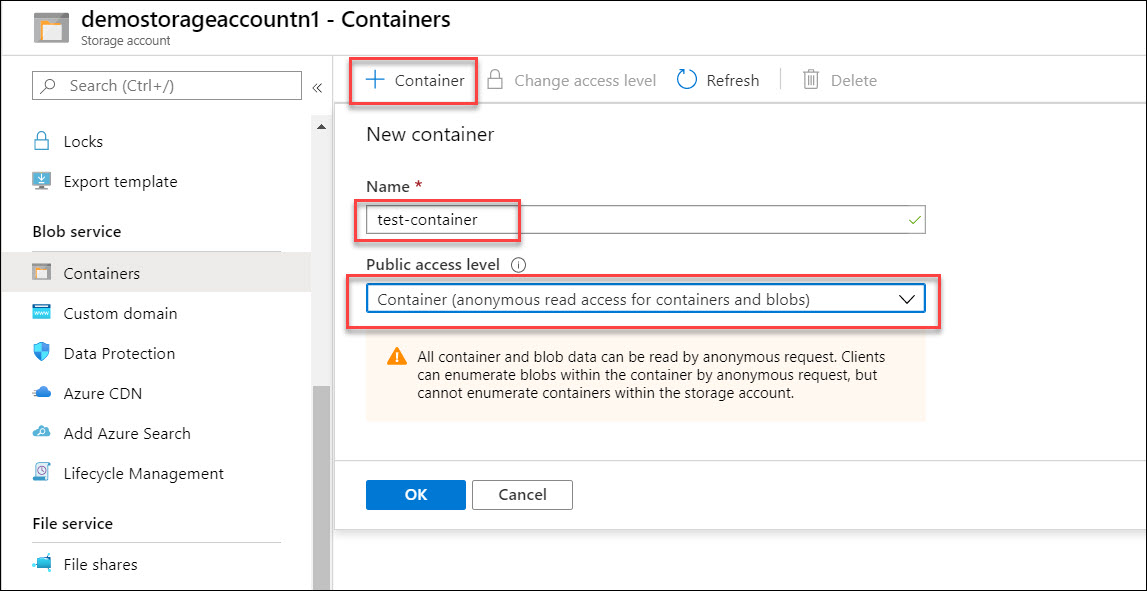 demostorageaccountn1 - Containers
Storage account
Search (Ctrl+/)
«
Locks
Export template
Blob service
Containers
Custom domain
Data Protection
Azure CDN
Add Azure Search
Lifecycle Management
File service
File shares
+ Container
Change access level
Refresh
Delete
New container
Name *
test-container
Public access level
Container (anonymous read access for containers and blobs)
All container and blob data can be read by anonymous request. Clients
can enumerate blobs within the container by anonymous request, but
cannot enumerate containers within the storage account.
OK
Cancel